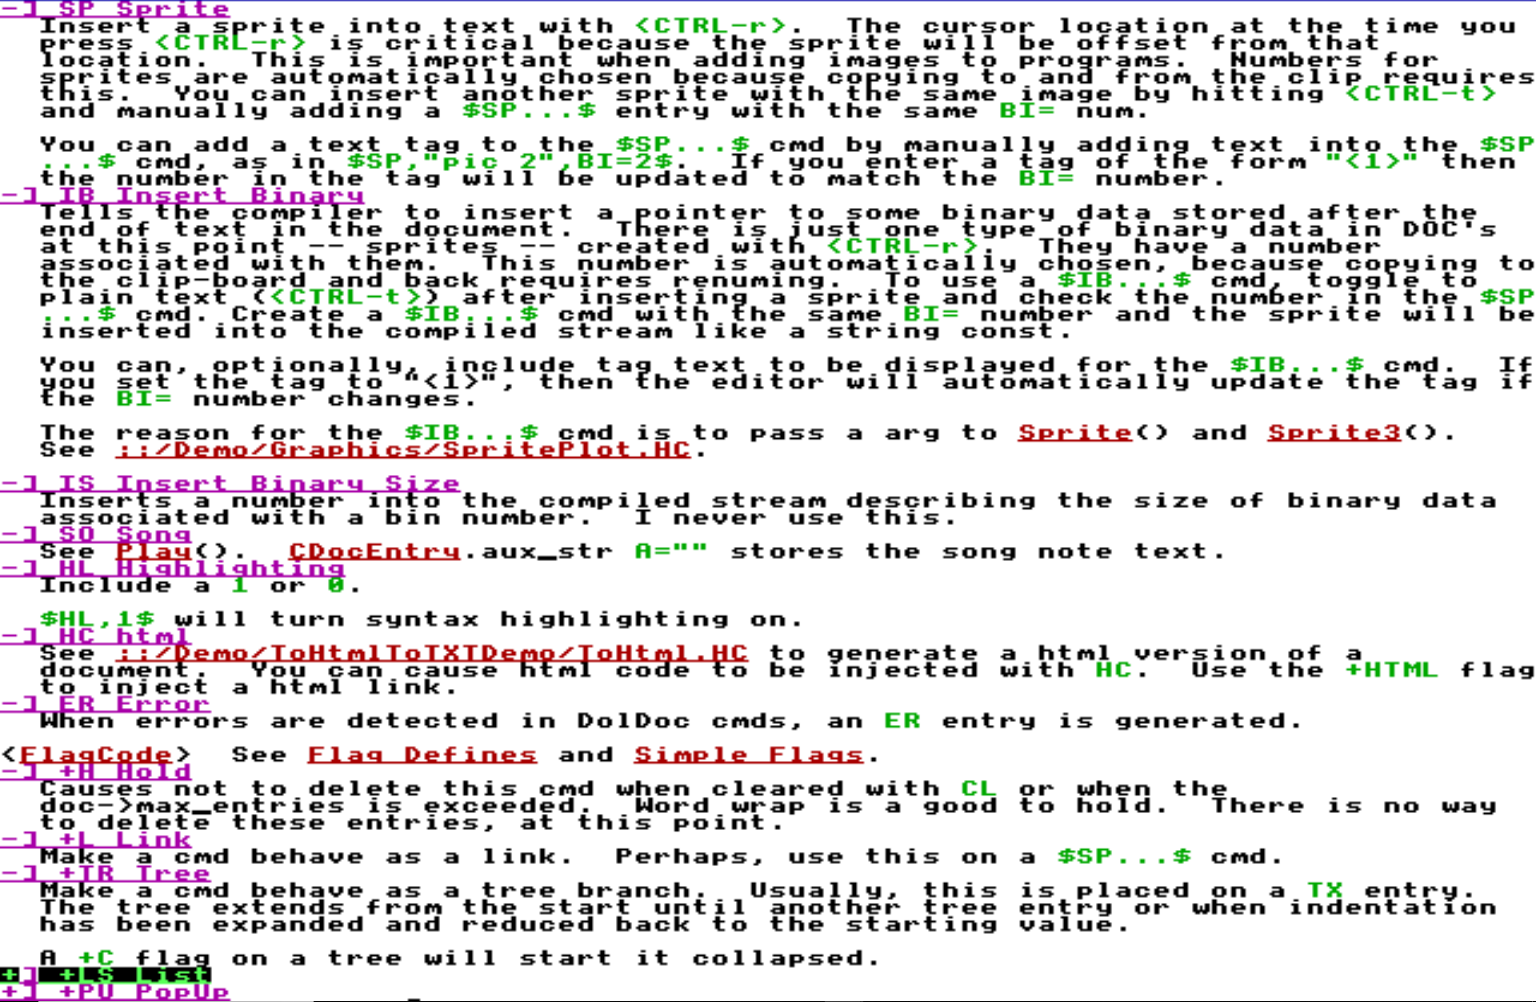 -] SP Sprite
Insert a sprite into text with <CTRL-r>.  The cursor location at the time you
press <CTRL-r> is critical because the sprite will be offset from that
location.  This is important when adding images to programs.  Numbers for
sprites are automatically chosen because copying to and from the clip requires
this.  You can insert another sprite with the same image by hitting <CTRL-t>
and manually adding a $SP...$ entry with the same BI= num.
You can add a text tag to the $SP...$ cmd by manually adding text into the $SP
...$ cmd, as in $SP,"pic 2",BI=2$.  If you enter a tag of the form "<1>" then
the number in the tag will be updated to match the BI= number.
-] IB Insert Binary
Tells the compiler to insert a pointer to some binary data stored after the
end of text in the document.  There is just one type of binary data in DOC's
at this point -- sprites -- created with <CTRL-r>.  They have a number
associated with them.  This number is automatically chosen, because copying to
the clip-board and back requires renuming.  To use a $IB...$ cmd, toggle to
plain text (<CTRL-t>) after inserting a sprite and check the number in the $SP
...$ cmd. Create a $IB...$ cmd with the same BI= number and the sprite will be
inserted into the compiled stream like a string const.
You can, optionally, include tag text to be displayed for the $IB...$ cmd.  If
you set the tag to "<1>", then the editor will automatically update the tag if
the BI= number changes.
The reason for the $IB...$ cmd is to pass a arg to Sprite() and Sprite3().
See ::/Demo/Graphics/SpritePlot.HC.
-] IS Insert Binary Size
Inserts a number into the compiled stream describing the size of binary data
associated with a bin number.  I never use this.
-] SO Song
See Play().  CDocEntry.aux_str A="" stores the song note text.
-] HL Highlighting
Include a 1 or 0.
$HL,1$ will turn syntax highlighting on.
-] HC html
See ::/Demo/ToHtmlToTXTDemo/ToHtml.HC to generate a html version of a
document.  You can cause html code to be injected with HC.  Use the +HTML flag
to inject a html link.
-] ER Error
When errors are detected in DolDoc cmds, an ER entry is generated.
<FlagCode>  See Flag Defines and Simple Flags.
-] +H Hold
Causes not to delete this cmd when cleared with CL or when the
doc->max_entries is exceeded.  Word wrap is a good to hold.  There is no way
to delete these entries, at this point.
-] +L Link
Make a cmd behave as a link.  Perhaps, use this on a $SP...$ cmd.
-] +TR Tree
Make a cmd behave as a tree branch.  Usually, this is placed on a TX entry.
The tree extends from the start until another tree entry or when indentation
has been expanded and reduced back to the starting value.
A +C flag on a tree will start it collapsed.
+] +LS List
+] +PU PopUp